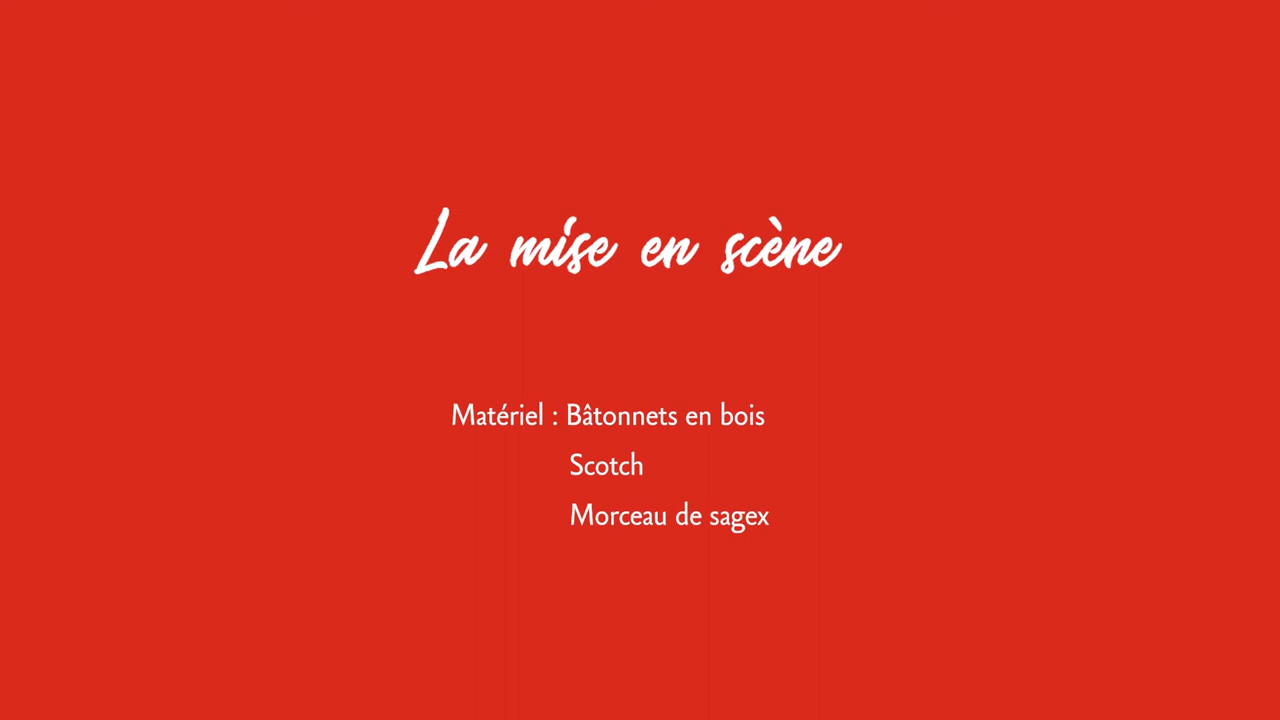 La mise en scène
Matériel : Bâtonnets en bois
Scotch
Morceau de sagex